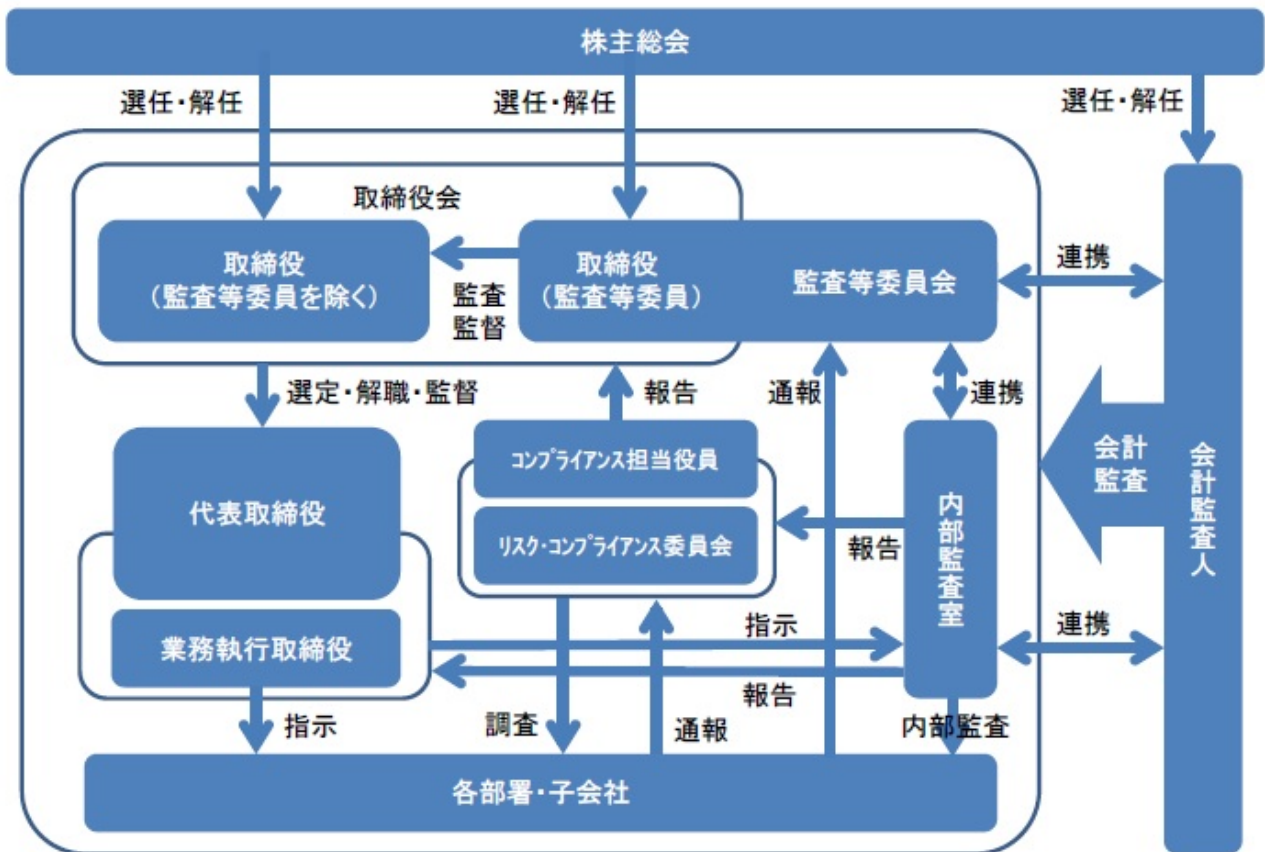 株主総会
選任・解任
選任・解任
選任・解任
取締役会
取締役
(監査等委員を除く)
監査
監督
取締役
(監査等委員)
監査等委員会
連携
選定・解職・監督
報告
通報
連携
代表取締役
コンプライアンス担当役員
リスク・コンプライアンス委員会
報告
内部監査室
会計
監査
会計監査人
業務執行取締役
指示
報告
連携
指示
調査
通報
内部監査
各部署・子会社